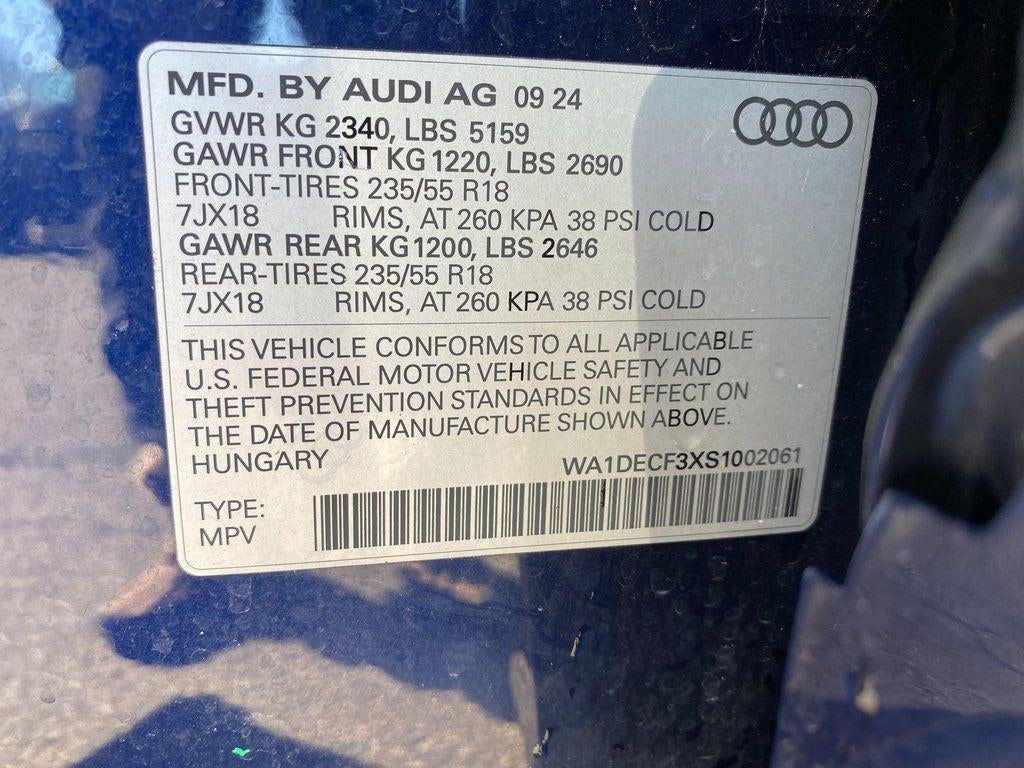 MFD. BY AUDI AG 09 24
GVWR KG 2340, LBS 5159
GAWR FRONT KG 1220, LBS 2690
FRONT-TIRES 235/55 R18
7JX18 RIMS, AT 260 KPA 38 PSI COLD
GAWR REAR KG1200, LBS 2646
REAR-TIRES 235/55 R18
7JX18 RIMS, AT 260 KPA 38 PSI COLD
THIS VEHICLE CONFORMS TO ALL APPLICABLE
U.S. FEDERAL MOTOR VEHICLE SAFETY AND
THEFT PREVENTION STANDARDS IN EFFECT ON
THE DATE OF MANUFACTURE SHOWN ABOVE.
HUNGARY WA1DECF3XS1002061
TYPE:
MPV